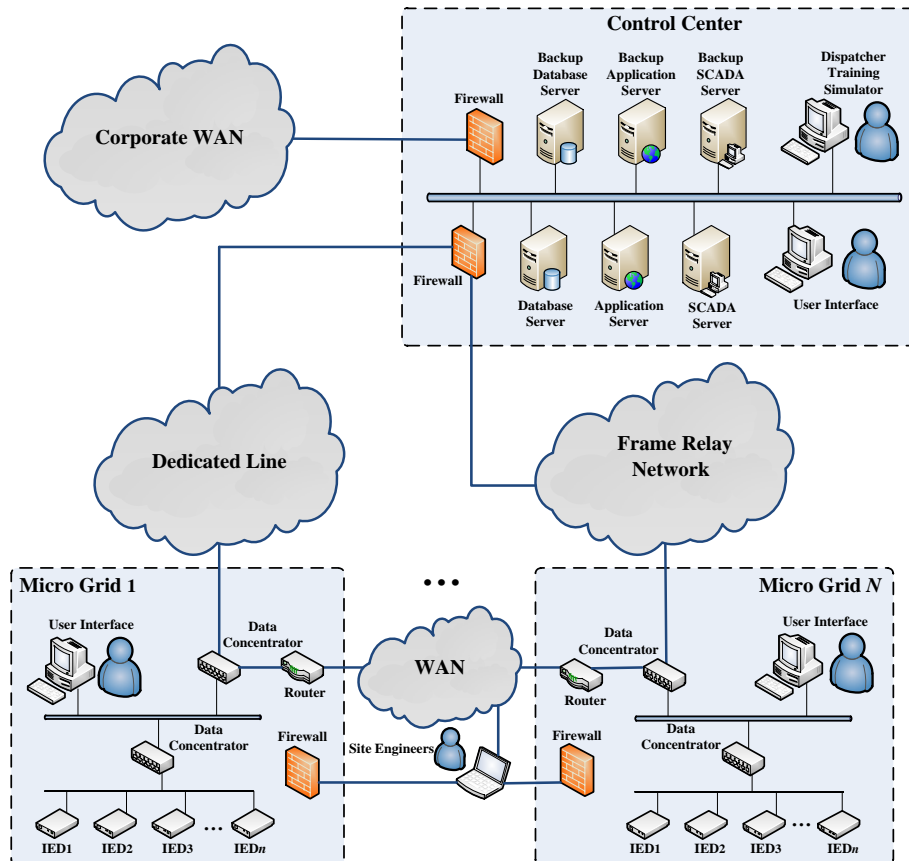 Control Center
Backup
Database
Server
Backup
Application
Server
Backup
SCADA
Server
Dispatcher
Training
Simulator
Firewall
Corporate WAN
Firewall
Database
Server
Application
Server
SCADA
Server
User Interface
Dedicated Line
Frame Relay
Network
Micro Grid 1
...
Micro Grid N
User Interface
Data
Concentrator
Router
WAN
Data
Concentrator
Router
User Interface
Data
Concentrator
Firewall
Site Engineers
Firewall
Data
Concentrator
IED1
IED2
IED3
...
IEDn
IED1
IED2
IED3
...
IEDn